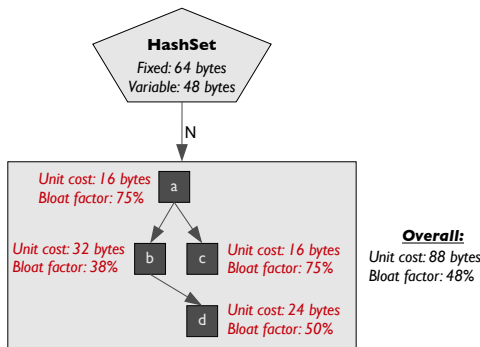 HashSet
Fixed: 64 bytes
Variable: 48 bytes
N
Unit cost: 16 bytes
Bloat factor: 75%
a
Unit cost: 32 bytes
Bloat factor: 38%
b
c
Unit cost: 16 bytes
Bloat factor: 75%
d
Unit cost: 24 bytes
Bloat factor: 50%
Overall:
Unit cost: 88 bytes
Bloat factor: 48%